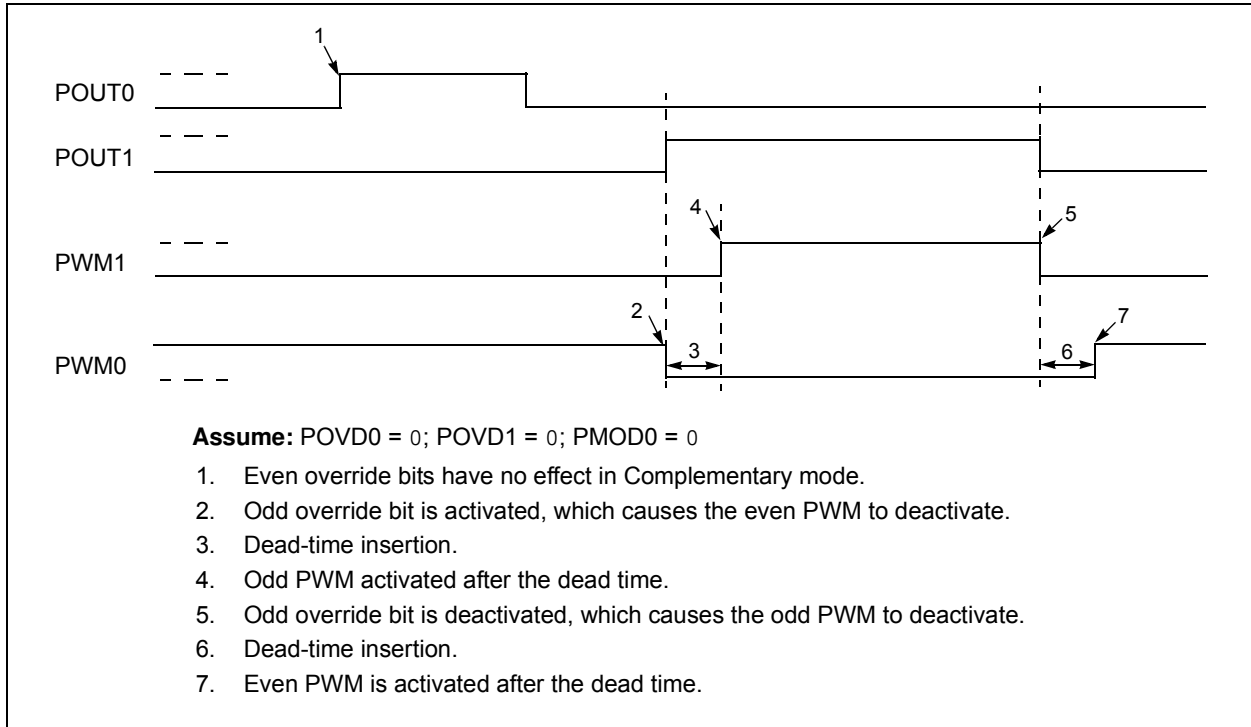 1
POUT0
POUT1
4
5
PWM1
2
7
3
6
PWM0
Assume: POVD0 = 0; POVD1 = 0; PMOD0 = 0
1. Even override bits have no effect in Complementary mode.
2. Odd override bit is activated, which causes the even PWM to deactivate.
3. Dead-time insertion.
4. Odd PWM activated after the dead time.
5. Odd override bit is deactivated, which causes the odd PWM to deactivate.
6. Dead-time insertion.
7. Even PWM is activated after the dead time.